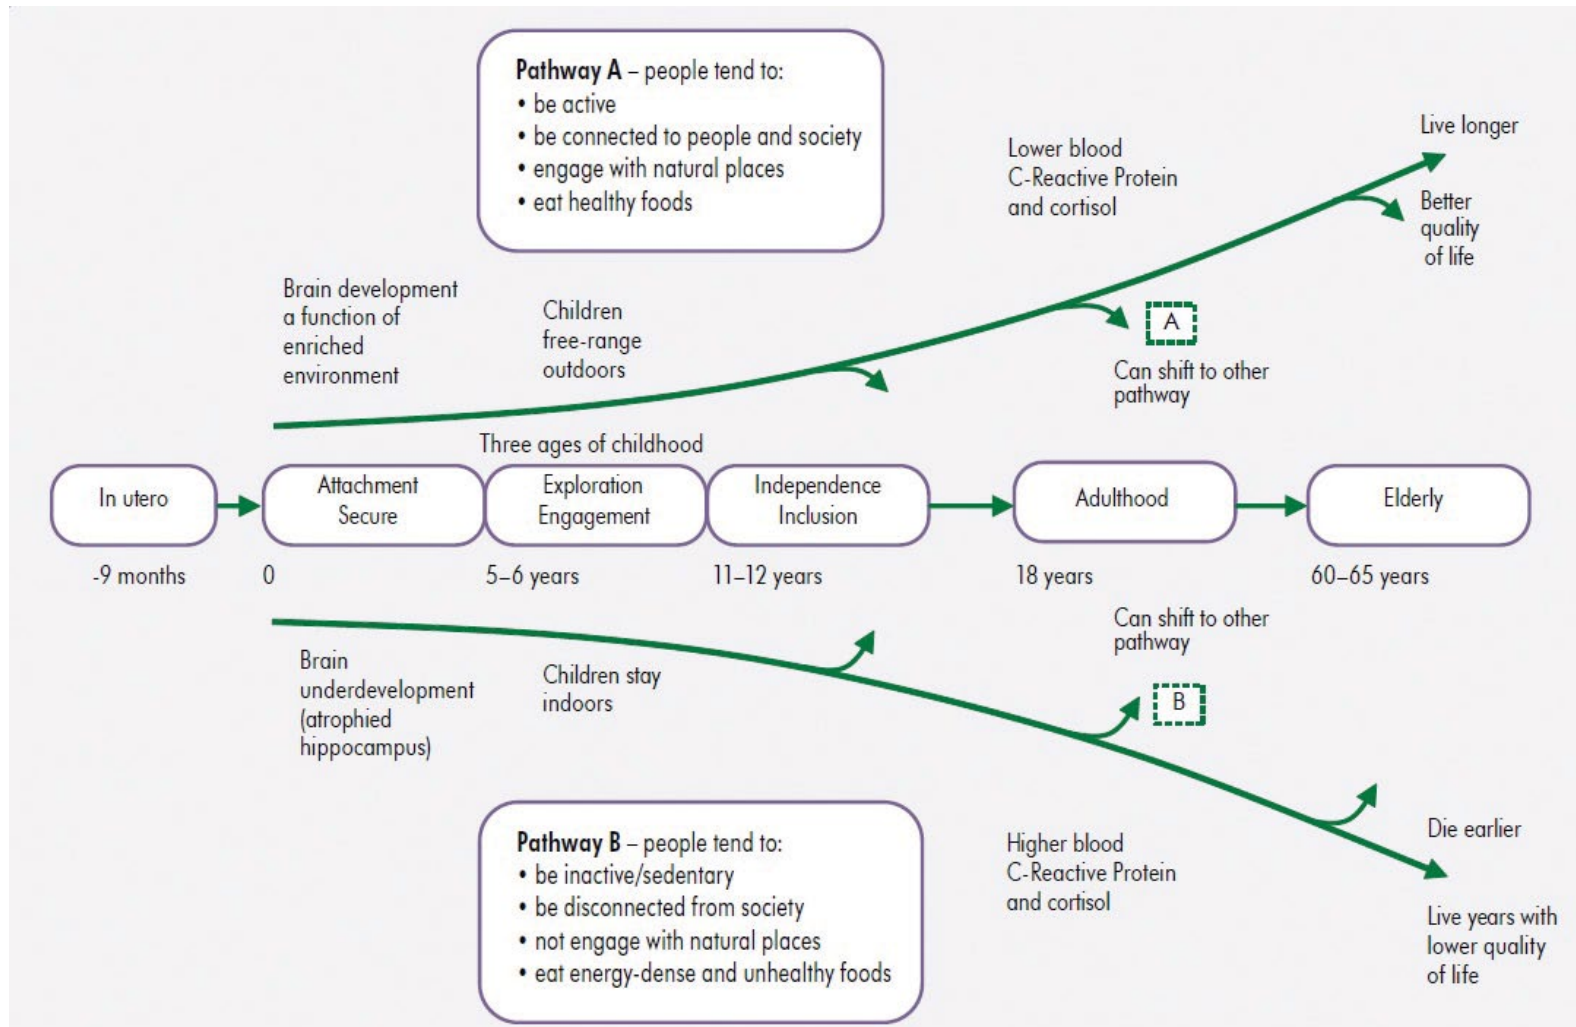 Pathway A – people tend to:
• be active
• be connected to people and society
• engage with natural places
• eat healthy foods
Live longer
Better
quality
of life
Lower blood
C-Reactive Protein
and cortisol
Brain development
a function of
enriched
environment
Children
free-range
outdoors
A
Can shift to other
pathway
Three ages of childhood
In utero
Attachment
Secure
Exploration
Engagement
Independence
Inclusion
Adulthood
Elderly
-9 months
0
5–6 years
11–12 years
18 years
60–65 years
Can shift to other
pathway
B
Brain
underdevelopment
(atrophied
hippocampus)
Children stay
indoors
Pathway B – people tend to:
• be inactive/sedentary
• be disconnected from society
• not engage with natural places
• eat energy-dense and unhealthy foods
Higher blood
C-Reactive Protein
and cortisol
Die earlier
Live years with
lower quality
of life